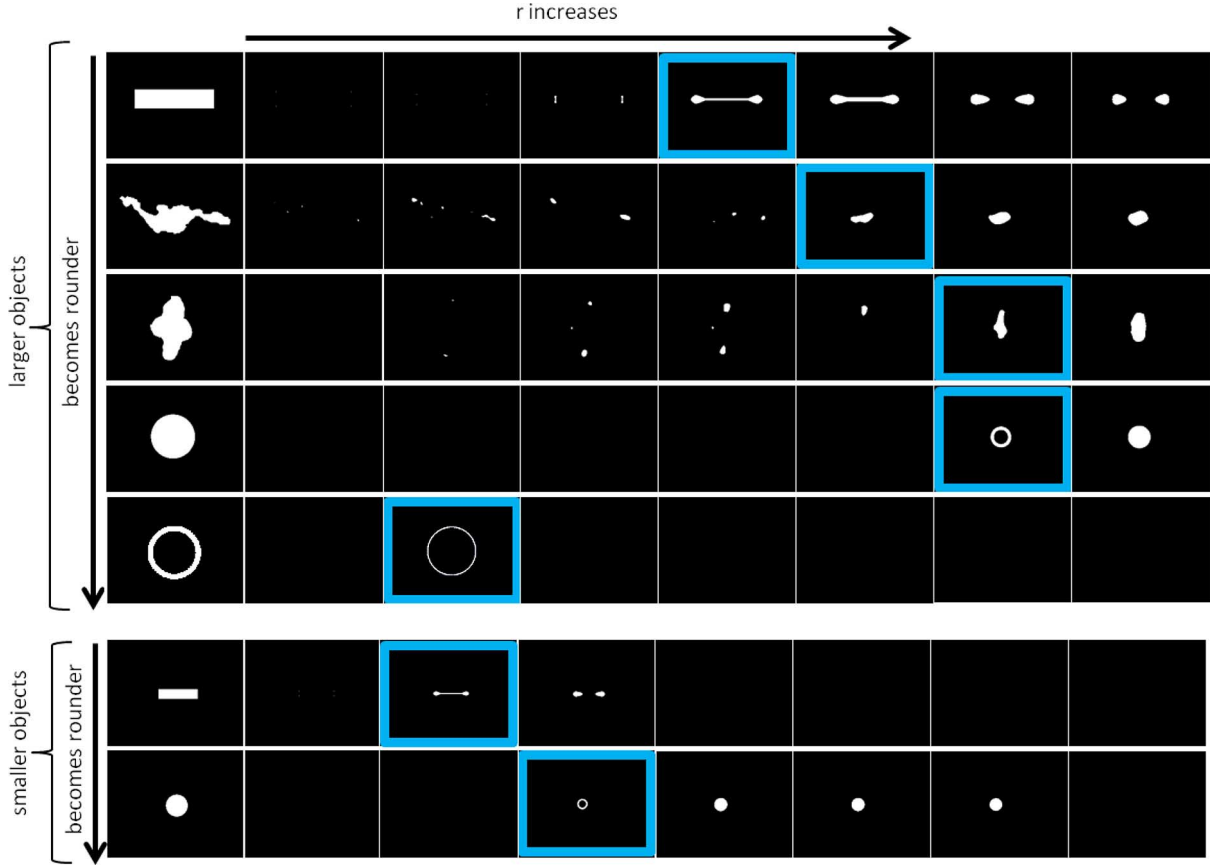 r increases
larger objects
becomes rounder
smaller objects
becomes rounder